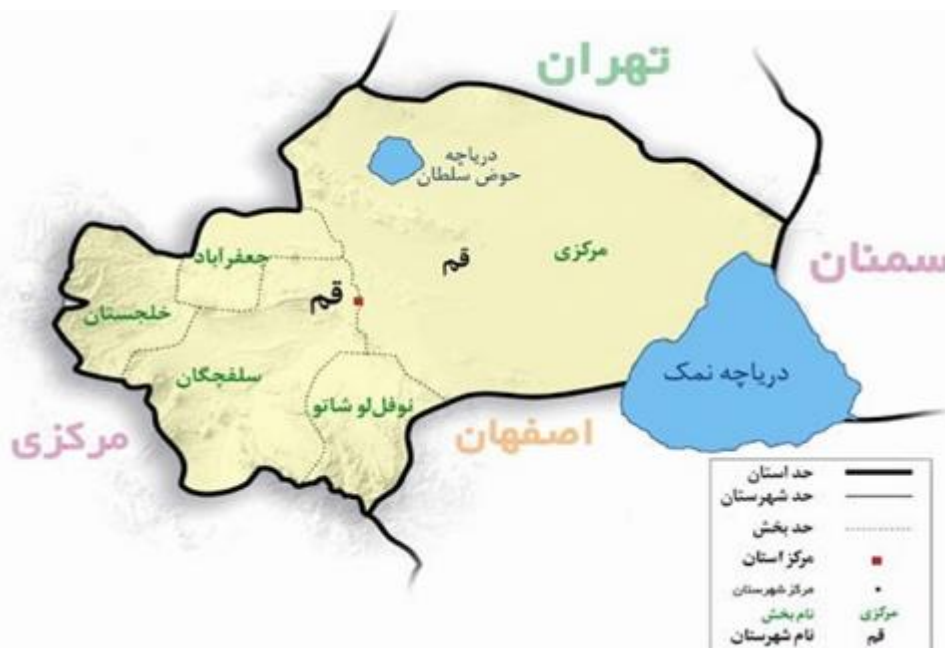 تهران
دریاچه
حوض سلطان
سمنان
جعفرآباد
قم
مرکزی
قم
خلجستان
دریاچه نمک
سلفچگان
نوفل‌لو شاتو
مرکزی
اصفهان
حد استان
حد شهرستان
حد بخش
مرکز استان
مرکز شهرستان
نام بخش مرکزی
نام شهرستان قم